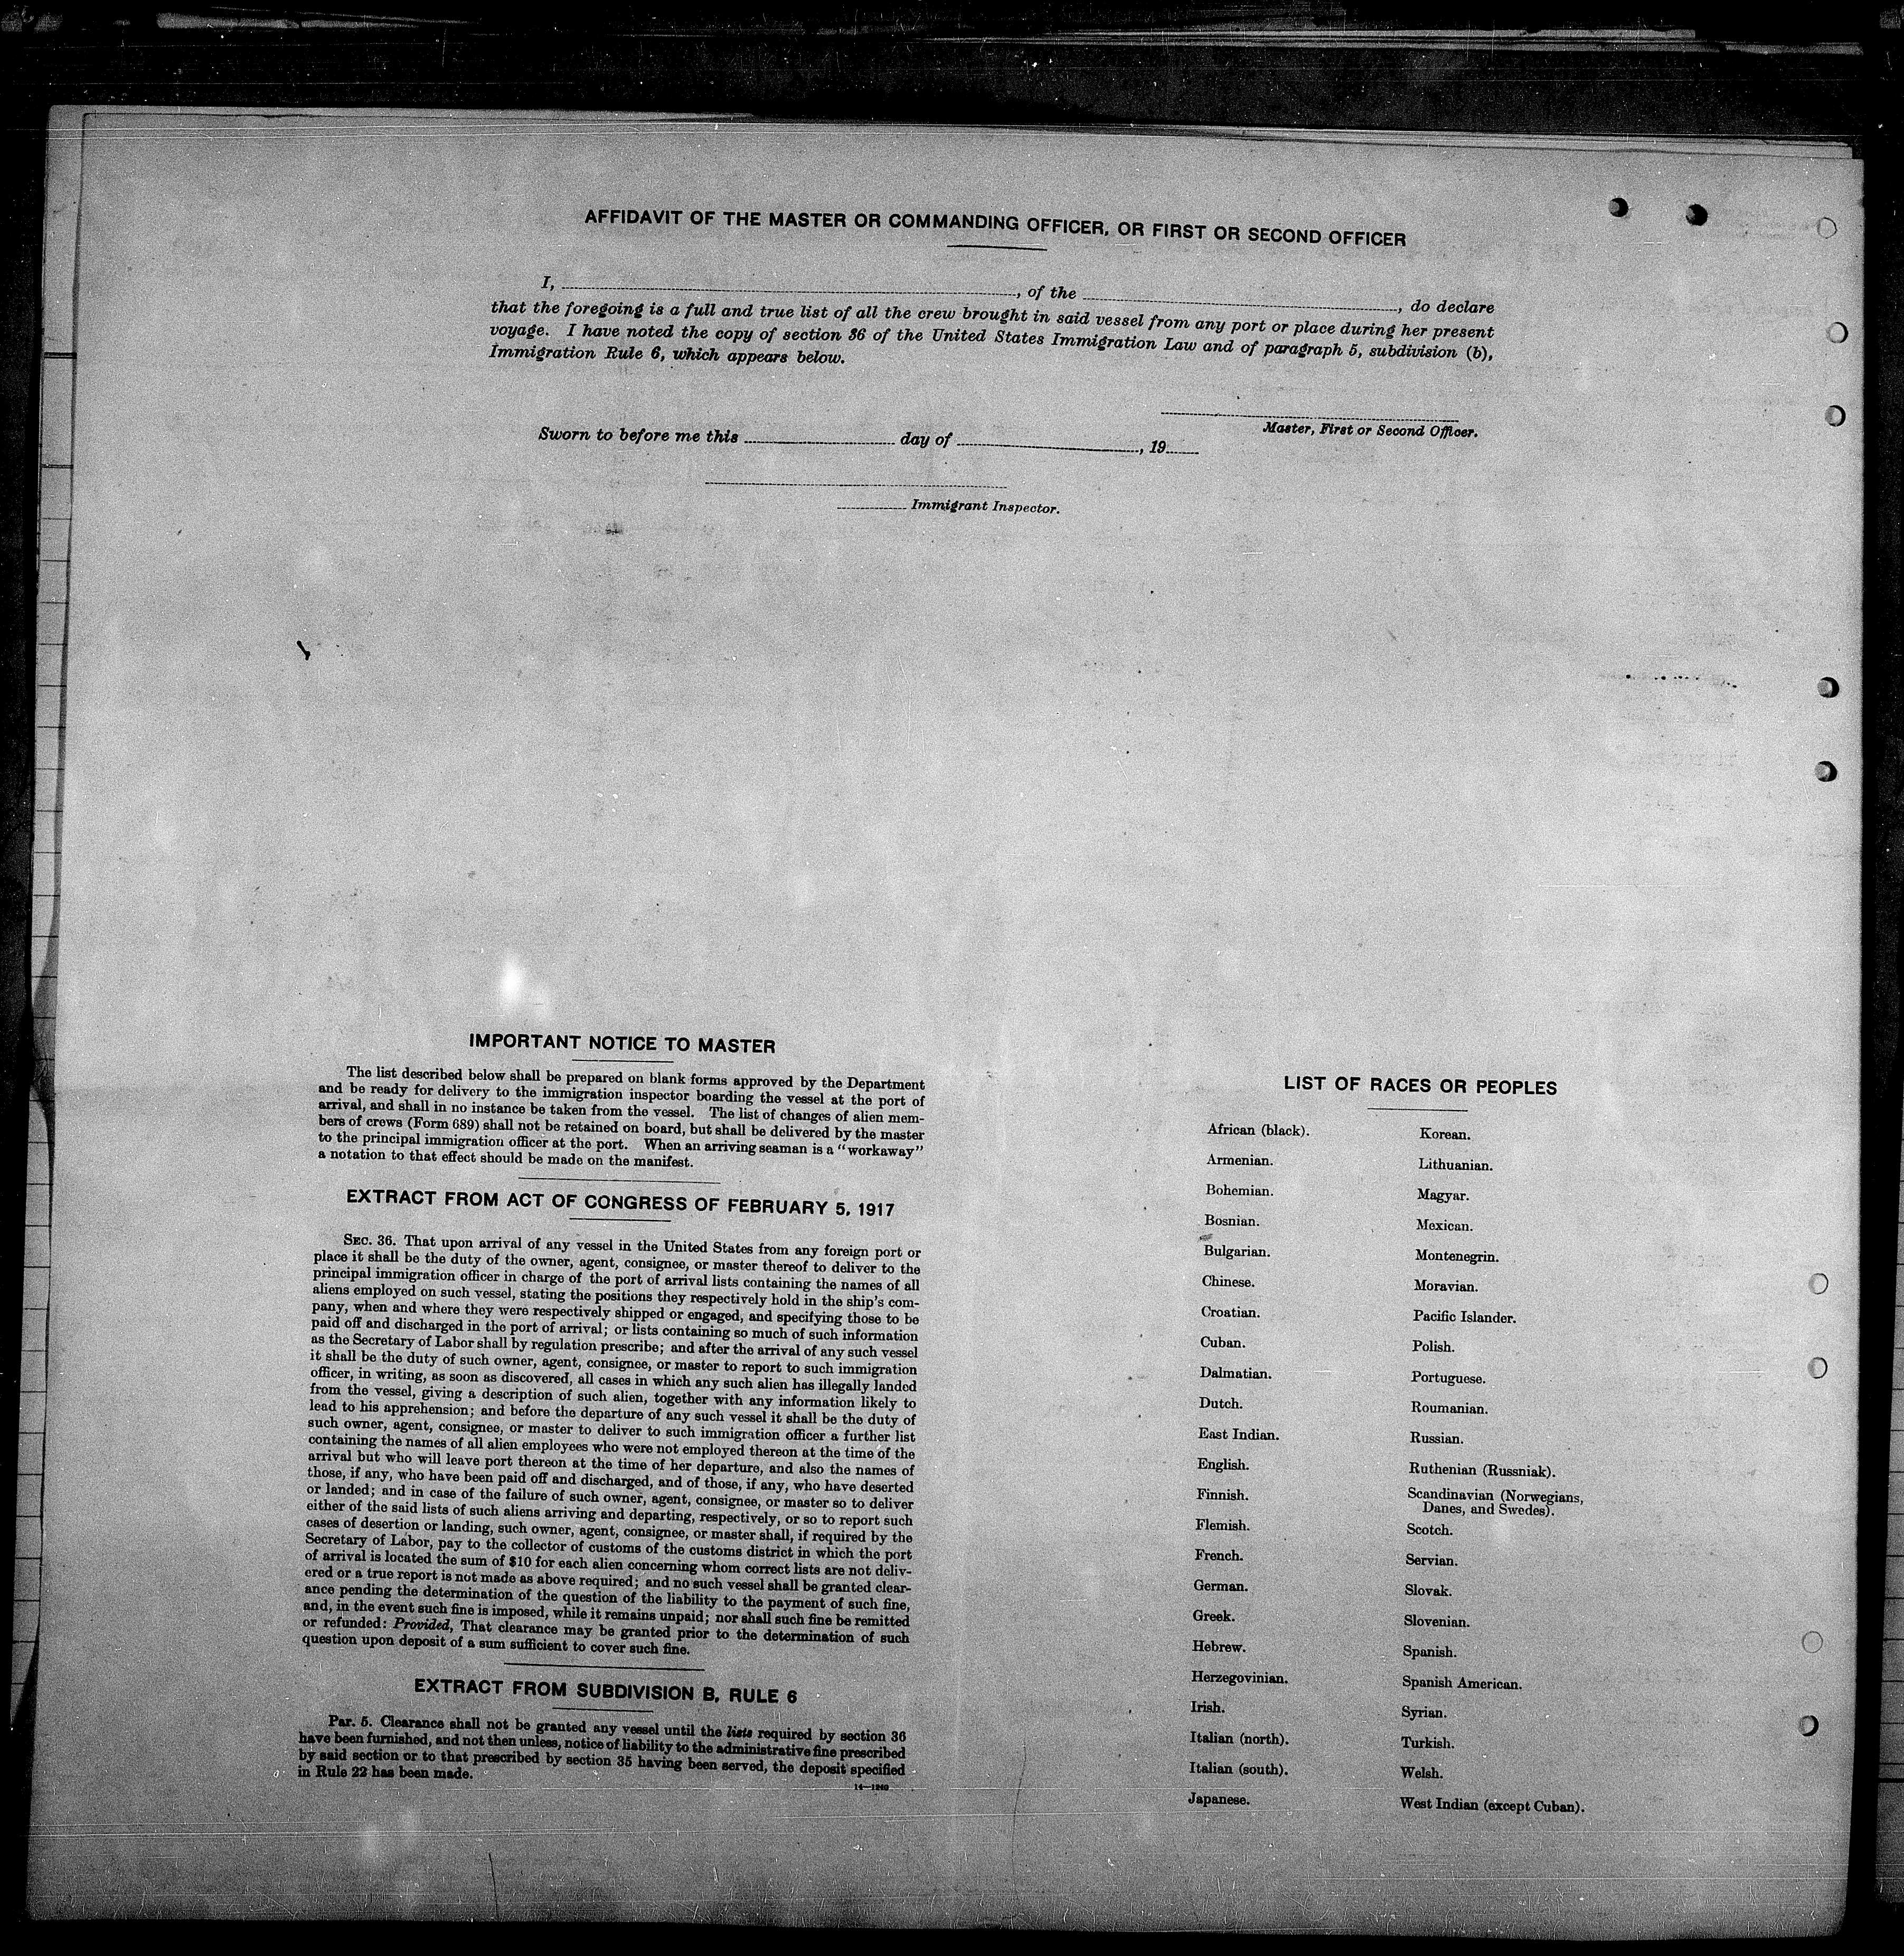 AFFIDAVIT OF THE MASTER OR COMMANDING OFFICER, OR FIRST OR SECOND OFFICER
I, , of the , do declare
that the foregoing is a full and true list of all the crew brought in said vessel from any port or place during her present
voyage. I have noted the copy of section 36 of the United States Immigration Law and of paragraph 5, subdivision (b),
Immigration Rule 6, which appears below.
Master, First or Second Officer.
Sworn to before me this day of , 19
Immigrant Inspector.
IMPORTANT NOTICE TO MASTER
The list described below shall be prepared on blank forms approved by the Department
and be ready for delivery to the immigration inspector boarding the vessel at the port of
arrival, and shall in no instance be taken from the vessel. The list of changes of alien mem-
bers of crews (Form 689) shall not be retained on board, but shall be delivered by the master
to the principal immigration officer at the port. When an arriving seaman is a "workaway"
a notation to that effect should be made on the manifest.
EXTRACT FROM ACT OF CONGRESS OF FEBRUARY 5, 1917
SEC. 36. That upon arrival of any vessel in the United States from any foreign port or
place it shall be the duty of the owner, agent, consignee, or master thereof to deliver to the
principal immigration officer in charge of the port of arrival lists containing the names of all
aliens employed on such vessel, stating the positions they respectively hold in the ship's com-
pany, when and where they were respectively shipped or engaged, and specifying those to be
paid off and discharged in the port of arrival; or lists containing so much of such information
as the Secretary of Labor shall by regulation prescribe; and after the arrival of any such vessel
it shall be the duty of such owner, agent, consignee, or master to report to such immigration
officer, in writing, as soon as discovered, all cases in which any such alien has illegally landed
from the vessel, giving a description of such alien, together with any information likely to
lead to his apprehension; and before the departure of any such vessel it shall be the duty of
such owner, agent, consignee, or master to deliver to such immigration officer a further list
containing the names of all alien employees who were not employed thereon at the time of the
arrival but who will leave port thereon at the time of her departure, and also the names of
those, if any, who have been paid off and discharged, and of those, if any, who have deserted
or landed; and in case of the failure of such owner, agent, consignee, or master so to deliver
either of the said lists of such aliens arriving and departing, respectively, or so to report such
cases of desertion or landing, such owner, agent, consignee, or master shall, if required by the
Secretary of Labor, pay to the collector of customs of the customs district in which the port
of arrival is located the sum of $10 for each alien concerning whom correct lists are not deliv-
ered or a true report is not made as above required; and no such vessel shall be granted clear-
ance pending the determination of the question of the liability to the payment of such fine,
and, in the event such fine is imposed, while it remains unpaid; nor shall such fine be remitted
or refunded: Provided, That clearance may be granted prior to the determination of such
question upon deposit of a sum sufficient to cover such fine.
EXTRACT FROM SUBDIVISION B, RULE 6
Par. 5. Clearance shall not be granted any vessel until the lists required by section 36
have been furnished, and not then unless, notice of liability to the administrative fine prescribed
by said section or to that prescribed by section 35 having been served, the deposit specified
in Rule 22 has been made.
14—1240
LIST OF RACES OR PEOPLES
African (black).
Armenian.
Bohemian.
Bosnian.
Bulgarian.
Chinese.
Croatian.
Cuban.
Dalmatian.
Dutch.
East Indian.
English.
Finnish.
Flemish.
French.
German.
Greek.
Hebrew.
Herzegovinian.
Irish.
Italian (north).
Italian (south).
Japanese.
Korean.
Lithuanian.
Magyar.
Mexican.
Montenegrin.
Moravian.
Pacific Islander.
Polish.
Portuguese.
Roumanian.
Russian.
Ruthenian (Russniak).
Scandinavian (Norwegians,
Danes, and Swedes).
Scotch.
Servian.
Slovak.
Slovenian.
Spanish.
Spanish American.
Syrian.
Turkish.
Welsh.
West Indian (except Cuban).